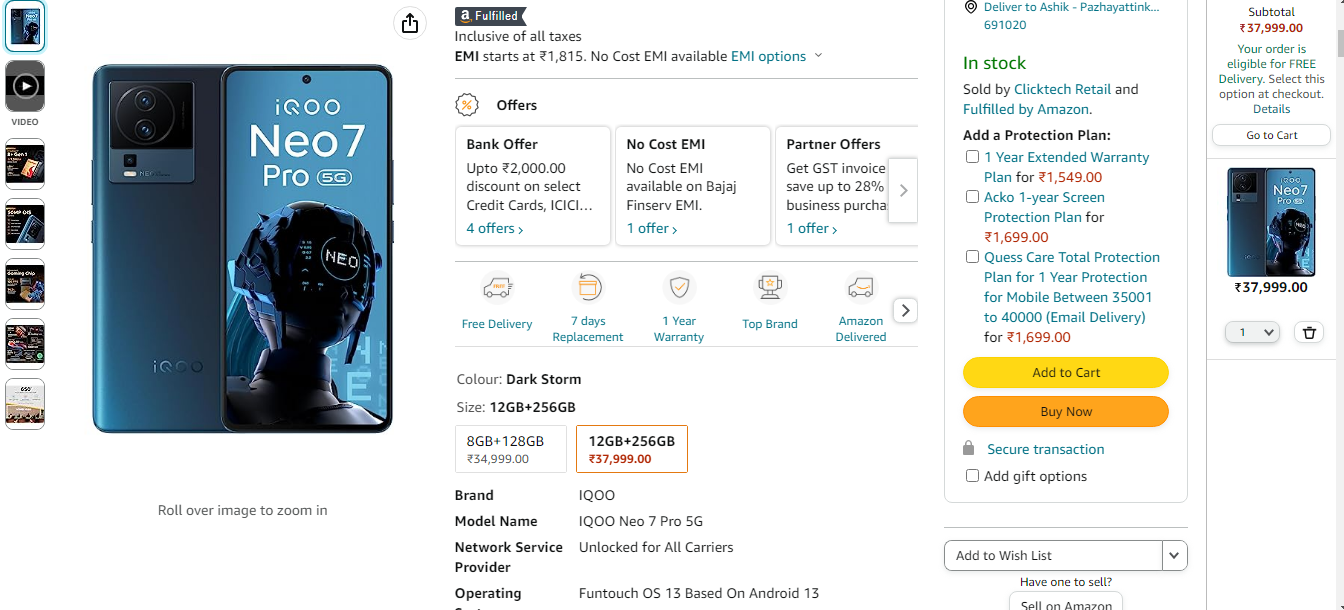 VIDEO
iQOO
Neo7
Pro 5G
NEO
iQOO
Roll over image to zoom in
a Fulfilled
Inclusive of all taxes
EMI starts at ₹1,815. No Cost EMI available EMI options
Offers
Bank Offer
Upto ₹2,000.00
discount on select
Credit Cards, ICICI…
4 offers ›
No Cost EMI
No Cost EMI
available on Bajaj
Finserv EMI.
1 offer ›
Partner Offers
Get GST invoice
save up to 28%
business purcha
1 offer ›
Free Delivery
7 days
Replacement
1 Year
Warranty
Top Brand
Amazon
Delivered
Colour: Dark Storm
Size: 12GB+256GB
8GB+128GB
₹34,999.00
12GB+256GB
₹37,999.00
Brand IQOO
Model Name IQOO Neo 7 Pro 5G
Network Service Unlocked for All Carriers
Provider
Operating Funtouch OS 13 Based On Android 13
Deliver to Ashik - Pazhayattink...
691020
In stock
Sold by Clicktech Retail and
Fulfilled by Amazon.
Add a Protection Plan:
1 Year Extended Warranty
Plan for ₹1,549.00
Acko 1-year Screen
Protection Plan for
₹1,699.00
Quess Care Total Protection
Plan for 1 Year Protection
for Mobile Between 35001
to 40000 (Email Delivery)
for ₹1,699.00
Add to Cart
Buy Now
Secure transaction
Add gift options
Add to Wish List
Have one to sell?
Sell on Amazon
Subtotal
₹37,999.00
Your order is
eligible for FREE
Delivery. Select this
option at checkout.
Details
Go to Cart
iQOO
Neo7
Pro
₹37,999.00
1